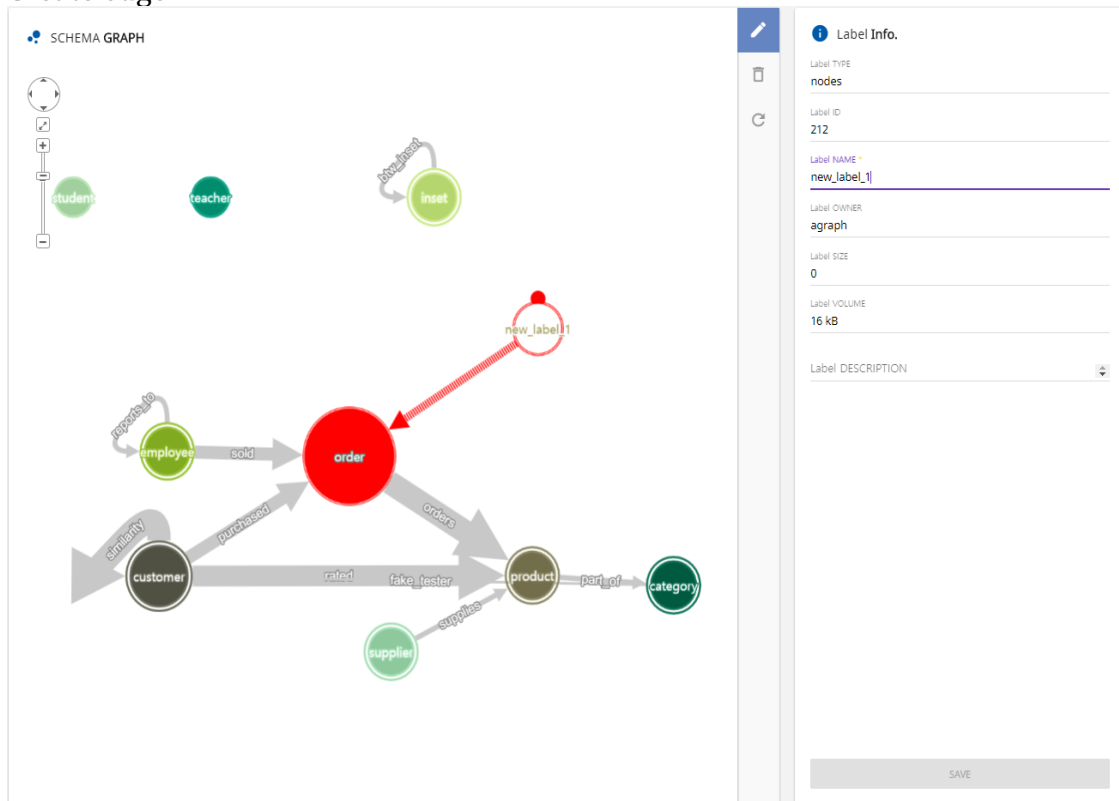 SCHEMA GRAPH
student
teacher
btw_inset
inset
new_label_1
reports_to
employee
sold
order
similarity
purchased
orders
customer
rated
fake_tester
product
part_of
category
supplies
supplier
Label Info.
Label TYPE
nodes
Label ID
212
Label NAME *
new_label_1
Label OWNER
agraph
Label SIZE
0
Label VOLUME
16 kB
Label DESCRIPTION
SAVE